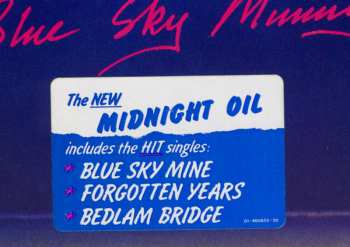 Blue Sky Mining
The NEW
MIDNIGHT OIL
includes the HIT singles:
* BLUE SKY MINE
* FORGOTTEN YEARS
* BEDLAM BRIDGE